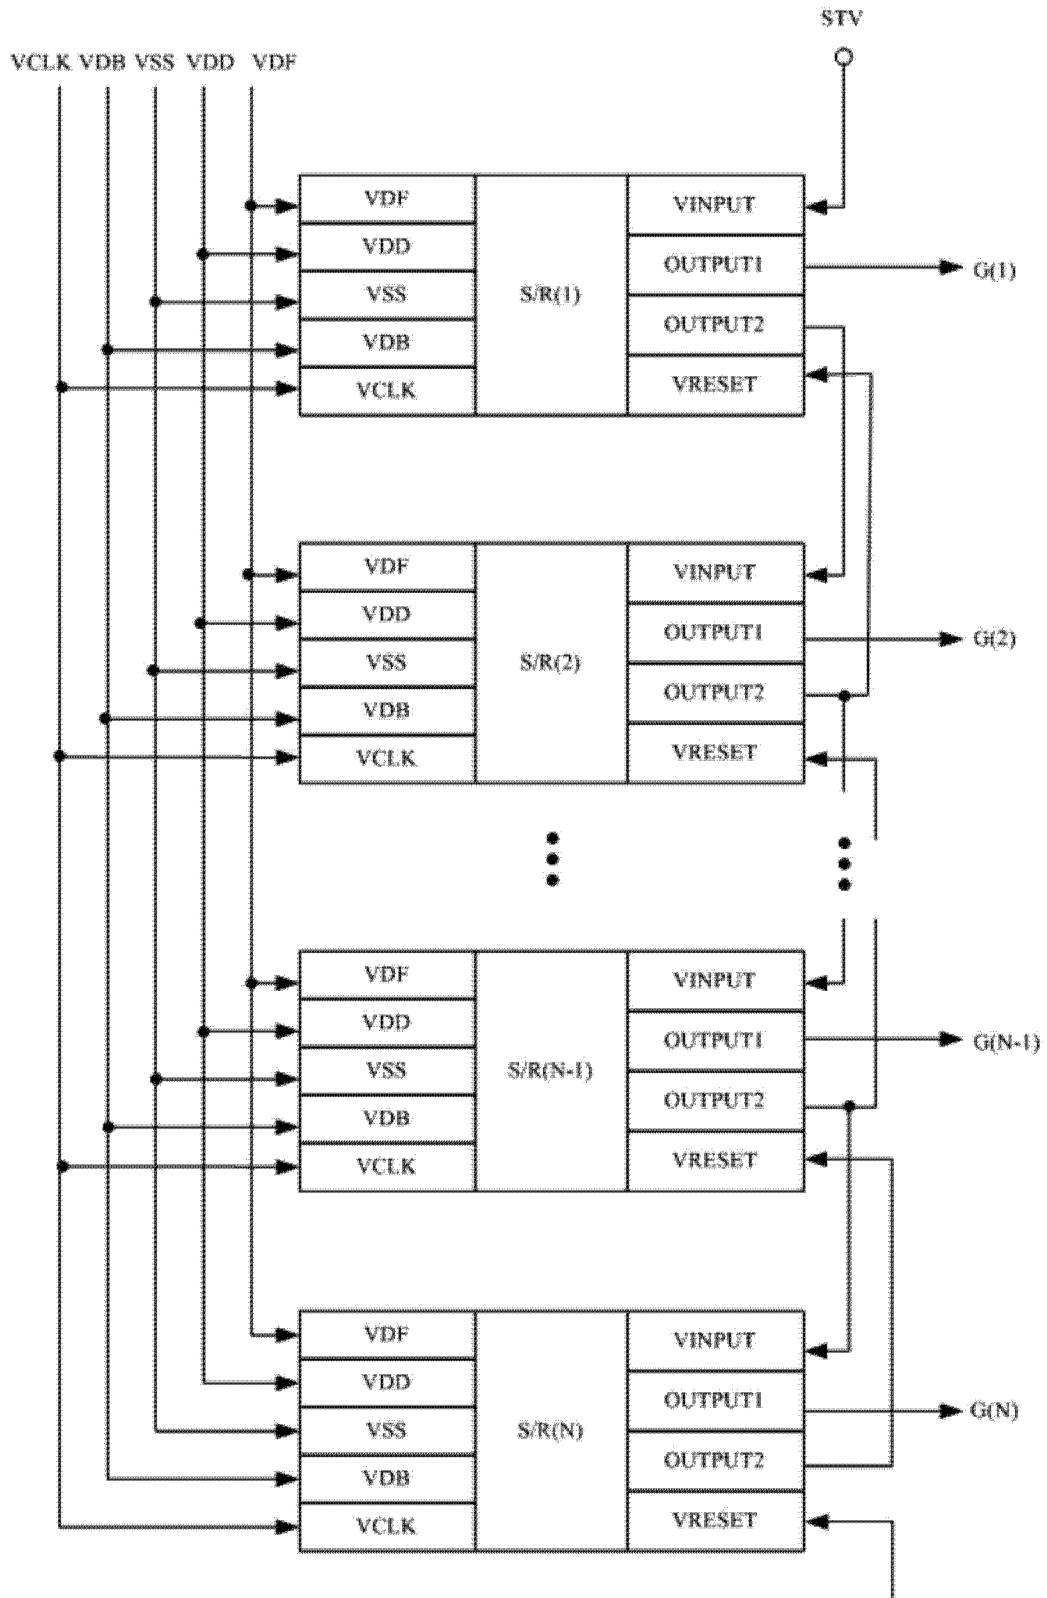 STV
VCLK VDB VSS VDD VDF
VDF
VDD
VSS
VDB
VCLK
S/R(1)
VINPUT
OUTPUT1
OUTPUT2
VRESET
G(1)
VDF
VDD
VSS
VDB
VCLK
S/R(2)
VINPUT
OUTPUT1
OUTPUT2
VRESET
G(2)
VDF
VDD
VSS
VDB
VCLK
S/R(N-1)
VINPUT
OUTPUT1
OUTPUT2
VRESET
G(N-1)
VDF
VDD
VSS
VDB
VCLK
S/R(N)
VINPUT
OUTPUT1
OUTPUT2
VRESET
G(N)